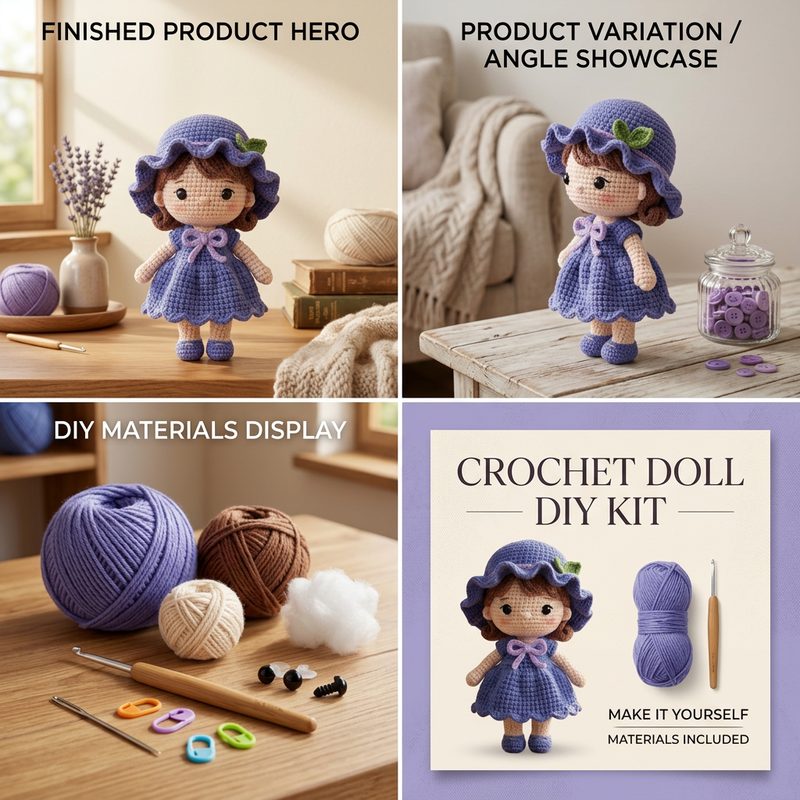 FINISHED PRODUCT HERO
PRODUCT VARIATION /
ANGLE SHOWCASE
DIY MATERIALS DISPLAY
CROCHET DOLL
DIY KIT
MAKE IT YOURSELF
MATERIALS INCLUDED